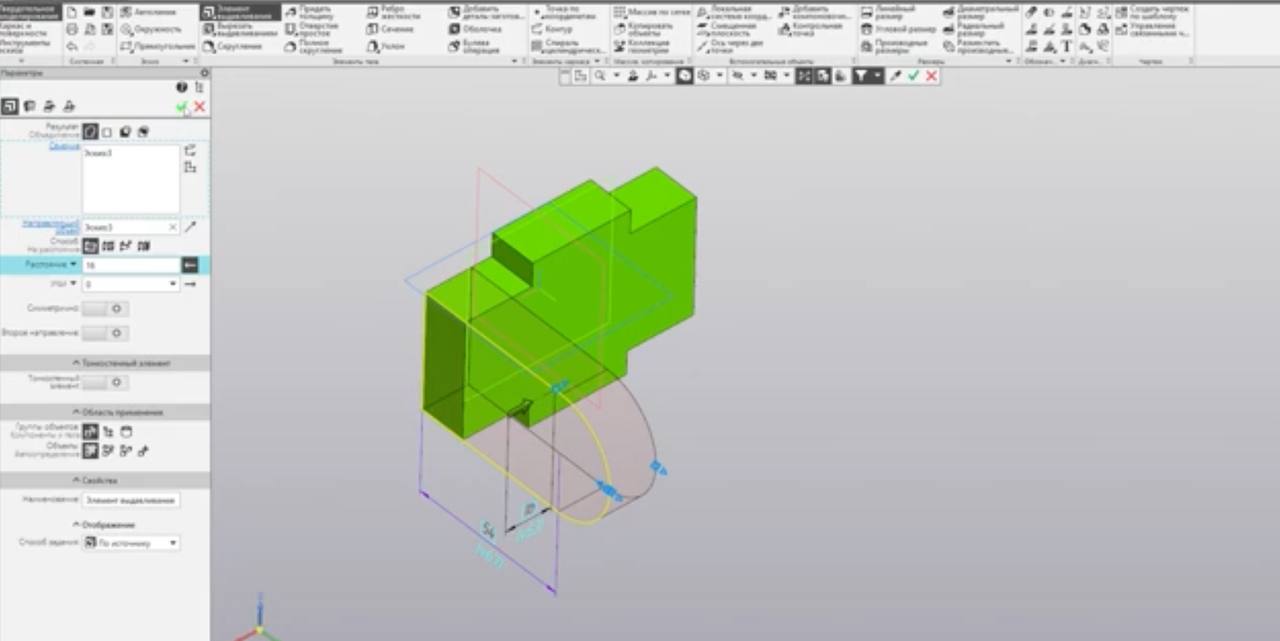 Твердотельное
моделирование
Инструменты
эскиза
Системная
Автолиния
Окружность
Прямоугольник
Эскиз
Элемент
выдавливания
Вырезать
выдавливанием
Скругление
Придать
толщину
Отверстие
простое
Полное
скругление
Ребро
жесткости
Сечение
Уклон
Добавить
деталь-заготов...
Оболочка
Булева
операция
Элементы тела
Точка по
координатам
Контур
Спираль
цилиндрическ...
Элементы каркаса
Массив по сетке
Копировать
объекты
Коллекция
геометрии
Массив, копирование
Локальная
система коорд...
Смещенная
плоскость
Ось через две
точки
Добавить
компоновочн...
Контрольная
точка
Вспомогательные объекты
Линейный
размер
Угловой размер
Производные
размеры
Диаметральный
размер
Радиальный
размер
Разместить
производные...
Размеры
Обознач...
Диагн...
Создать чертеж
по шаблону
Управление
связанными ч...
Чертеж
Параметры
Результат:
Объединение
Сечение
Эскиз:3
Направляющий
объект
Эскиз:3
Способ:
На расстояние
Расстояние
16
Угол
0
Симметрично
Второе направление
Тонкостенный элемент
Тонкостенный
элемент
Область применения
Группы объектов:
Компоненты и тела
Объекты:
Автоопределение
Свойства
Наименование:
Элемент выдавливания
Отображение
Способ задания:
По источнику
54